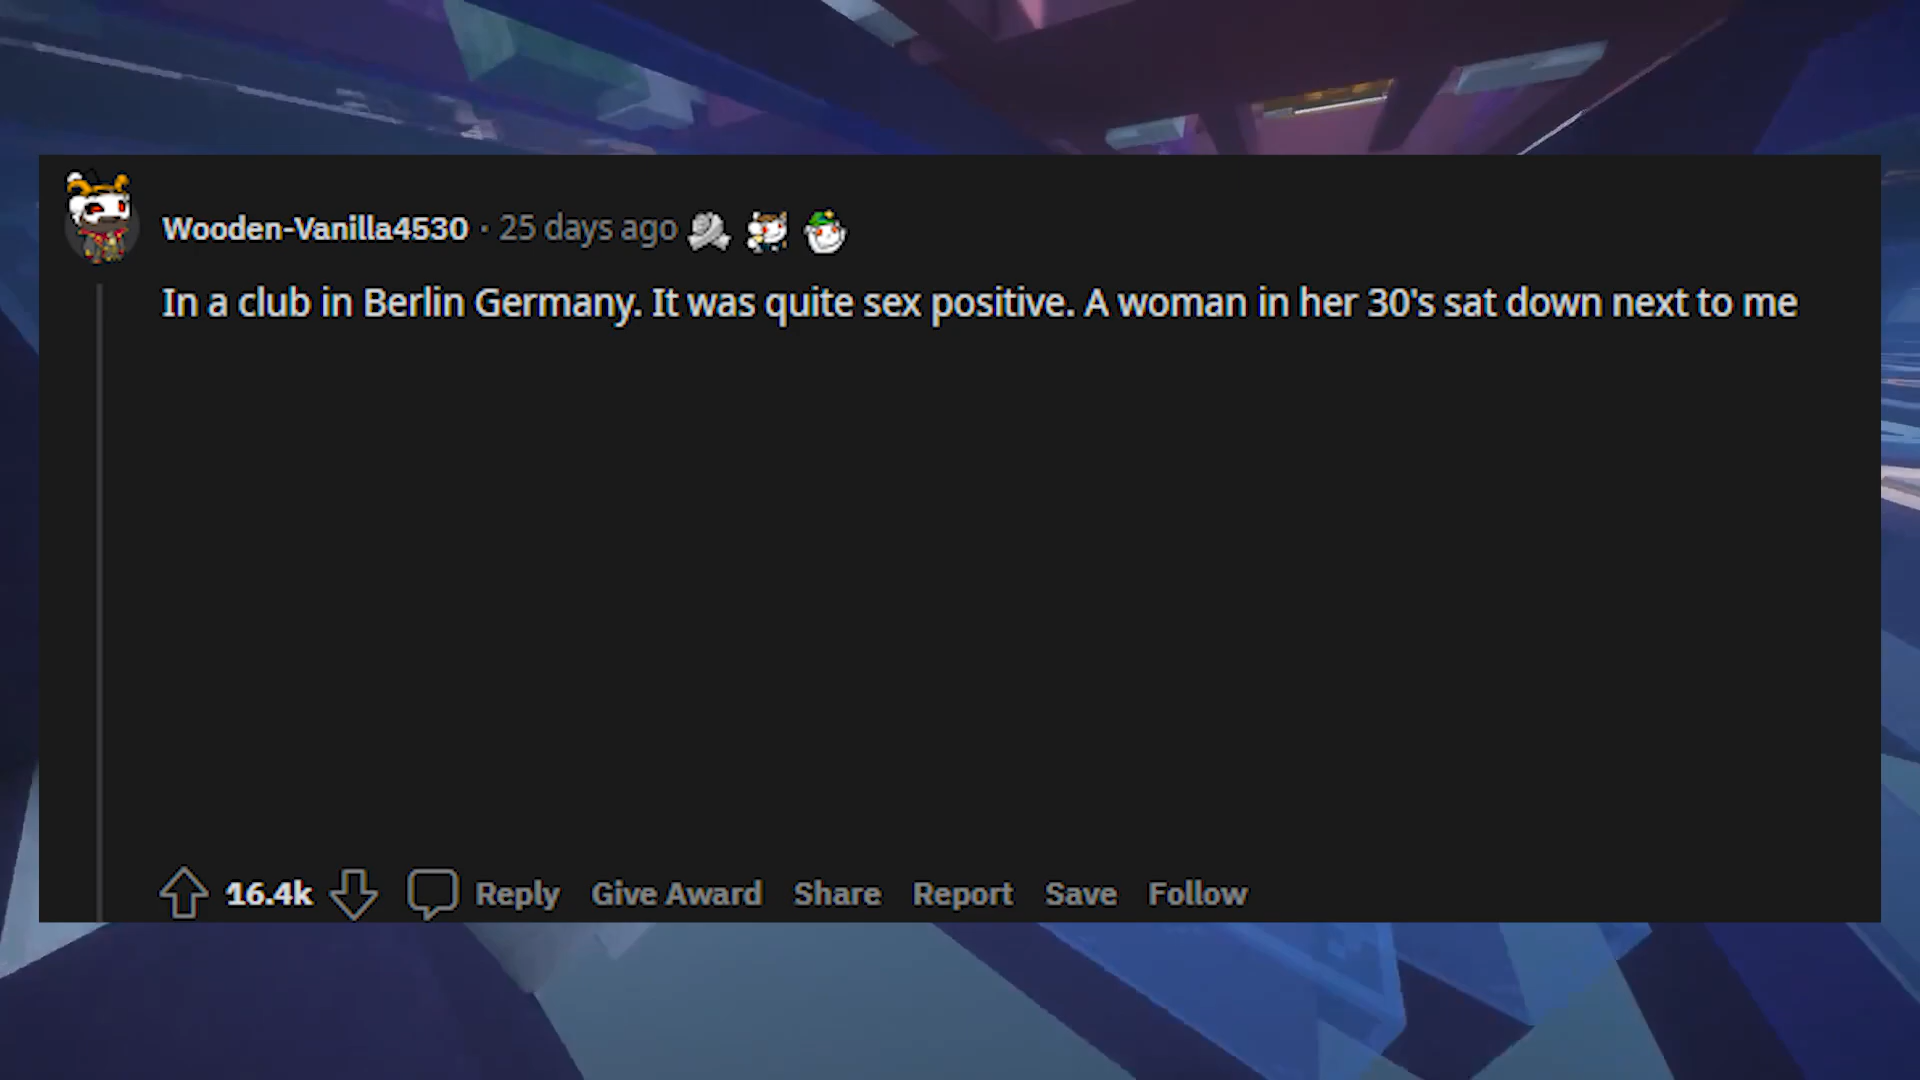 Wooden-Vanilla4530 · 25 days ago
In a club in Berlin Germany. It was quite sex positive. A woman in her 30's sat down next to me
16.4k Reply Give Award Share Report Save Follow